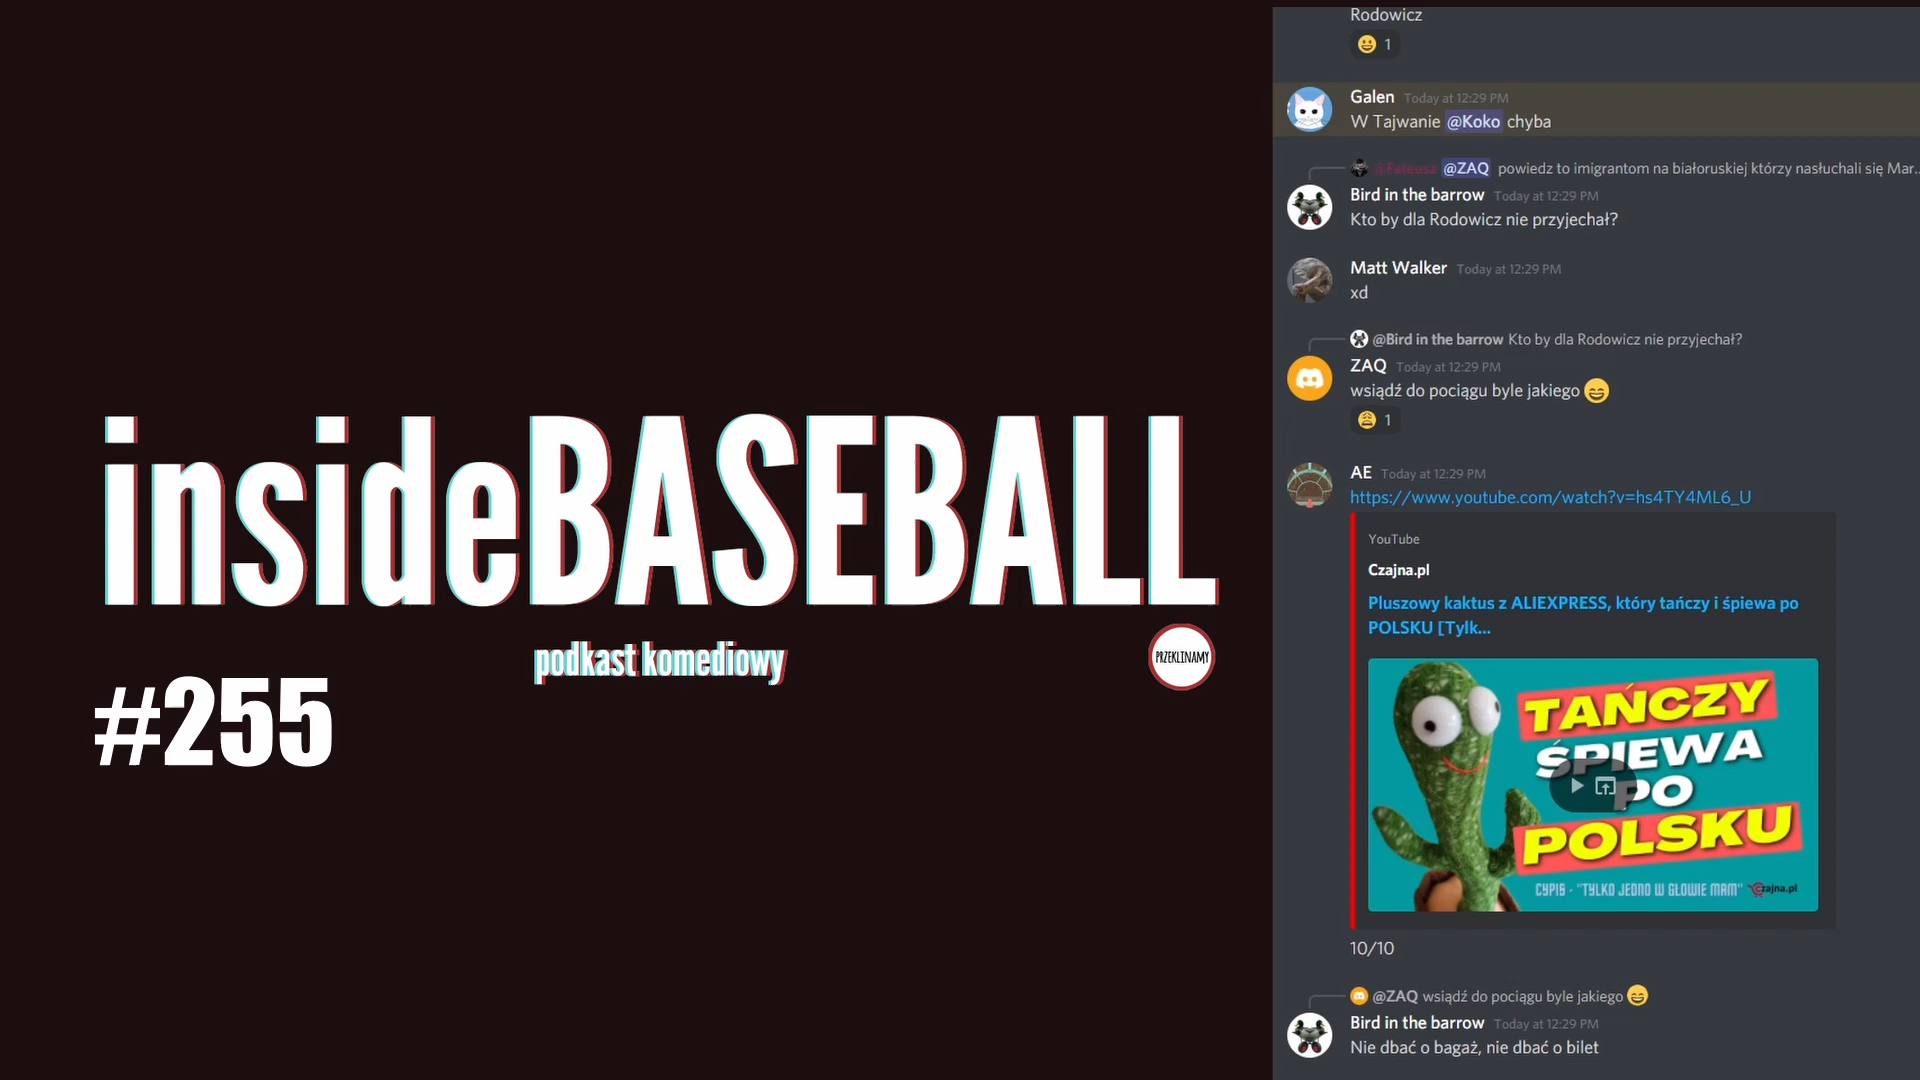 insideBASEBALL
podkast komediowy
PRZEKLINAMY
#255
Rodowicz
1
Galen Today at 12:29 PM
W Tajwanie @Koko chyba
@Fateusz @ZAQ powiedz to imigrantom na białoruskiej którzy nasłuchali się Mar...
Bird in the barrow Today at 12:29 PM
Kto by dla Rodowicz nie przyjechał?
Matt Walker Today at 12:29 PM
xd
@Bird in the barrow Kto by dla Rodowicz nie przyjechał?
ZAQ Today at 12:29 PM
wsiądź do pociągu byle jakiego 😄
1
AE Today at 12:29 PM
https://www.youtube.com/watch?v=hs4TY4ML6_U
YouTube
Czajna.pl
Pluszowy kaktus z ALIEXPRESS, który tańczy i śpiewa po
POLSKU [Tylk...
TAŃCZY
ŚPIEWA
PO
POLSKU
CYPIS - "TYLKO JEDNO W GŁOWIE MAM" Czajna.pl
10/10
@ZAQ wsiądź do pociągu byle jakiego 😄
Bird in the barrow Today at 12:29 PM
Nie dbać o bagaż, nie dbać o bilet